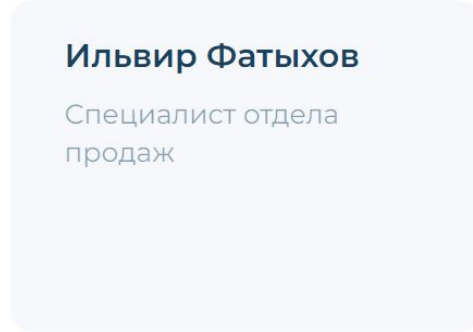 Ильвир Фатыхов
Специалист отдела
продаж